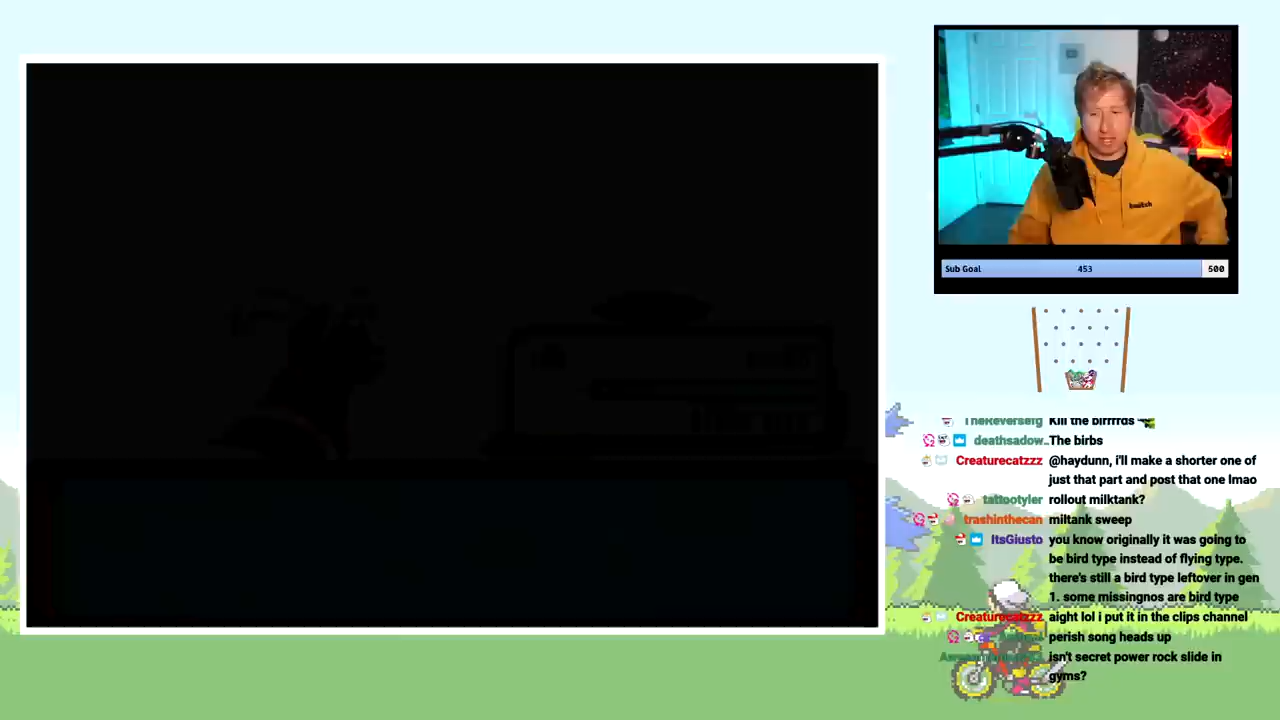 twitch
Sub Goal 453 500
TheReversefg Kill the birrrrds
deathsadow.. The birbs
Creaturecatzzz @haydunn, i'll make a shorter one of
just that part and post that one lmao
tattootyler rollout milktank?
trashinthecan miltank sweep
ItsGiusto you know originally it was going to
be bird type instead of flying type.
there's still a bird type leftover in gen
1. some missingnos are bird type
Creaturecatzzz aight lol i put it in the clips channel
perish song heads up
isn't secret power rock slide in
gyms?